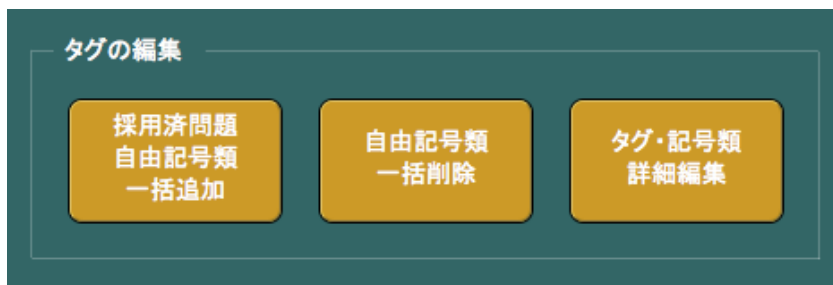 タグの編集
採用済問題
自由記号類
一括追加
自由記号類
一括削除
タグ・記号類
詳細編集